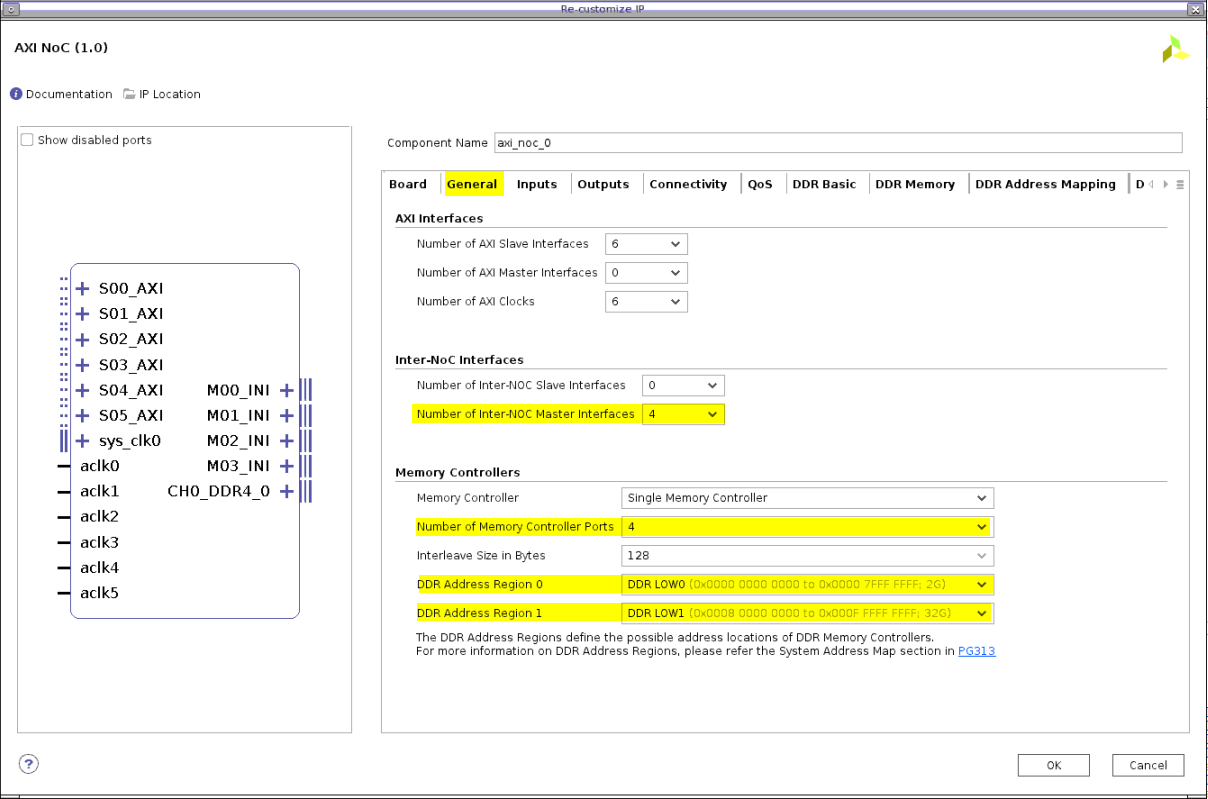 Re-customize IP
AXI NoC (1.0)
Documentation IP Location
Show disabled ports
S00_AXI
S01_AXI
S02_AXI
S03_AXI
S04_AXI M00_INI
S05_AXI M01_INI
sys_clk0 M02_INI
aclk0 M03_INI
aclk1 CH0_DDR4_0
aclk2
aclk3
aclk4
aclk5
Component Name axi_noc_0
Board General Inputs Outputs Connectivity QoS DDR Basic DDR Memory DDR Address Mapping D
AXI Interfaces
Number of AXI Slave Interfaces 6
Number of AXI Master Interfaces 0
Number of AXI Clocks 6
Inter-NoC Interfaces
Number of Inter-NOC Slave Interfaces 0
Number of Inter-NOC Master Interfaces 4
Memory Controllers
Memory Controller Single Memory Controller
Number of Memory Controller Ports 4
Interleave Size in Bytes 128
DDR Address Region 0 DDR LOW0 (0x0000 0000 0000 to 0x0000 7FFF FFFF; 2G)
DDR Address Region 1 DDR LOW1 (0x0008 0000 0000 to 0x000F FFFF FFFF; 32G)
The DDR Address Regions define the possible address locations of DDR Memory Controllers.
For more information on DDR Address Regions, please refer the System Address Map section in PG313
? OK Cancel